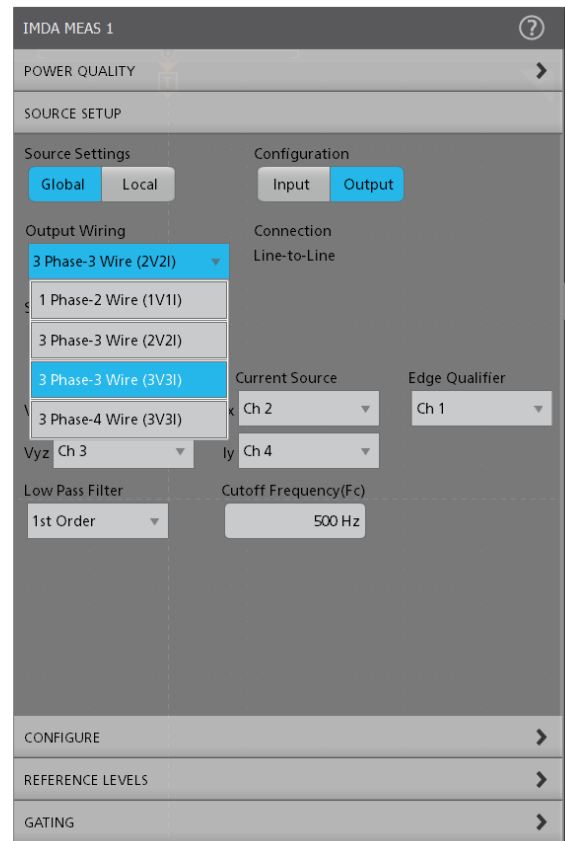 IMDA MEAS 1 ?
POWER QUALITY
T
SOURCE SETUP
Source Settings Configuration
Global Local Input Output
Output Wiring Connection
3 Phase-3 Wire (2V2I) Line-to-Line
1 Phase-2 Wire (1V1I)
3 Phase-3 Wire (2V2I)
3 Phase-3 Wire (3V3I) Current Source Edge Qualifier
3 Phase-4 Wire (3V3I) Ch 2 Ch 1
Vyz Ch 3 Iy Ch 4
Low Pass Filter Cutoff Frequency(Fc)
1st Order 500 Hz
CONFIGURE
REFERENCE LEVELS
GATING